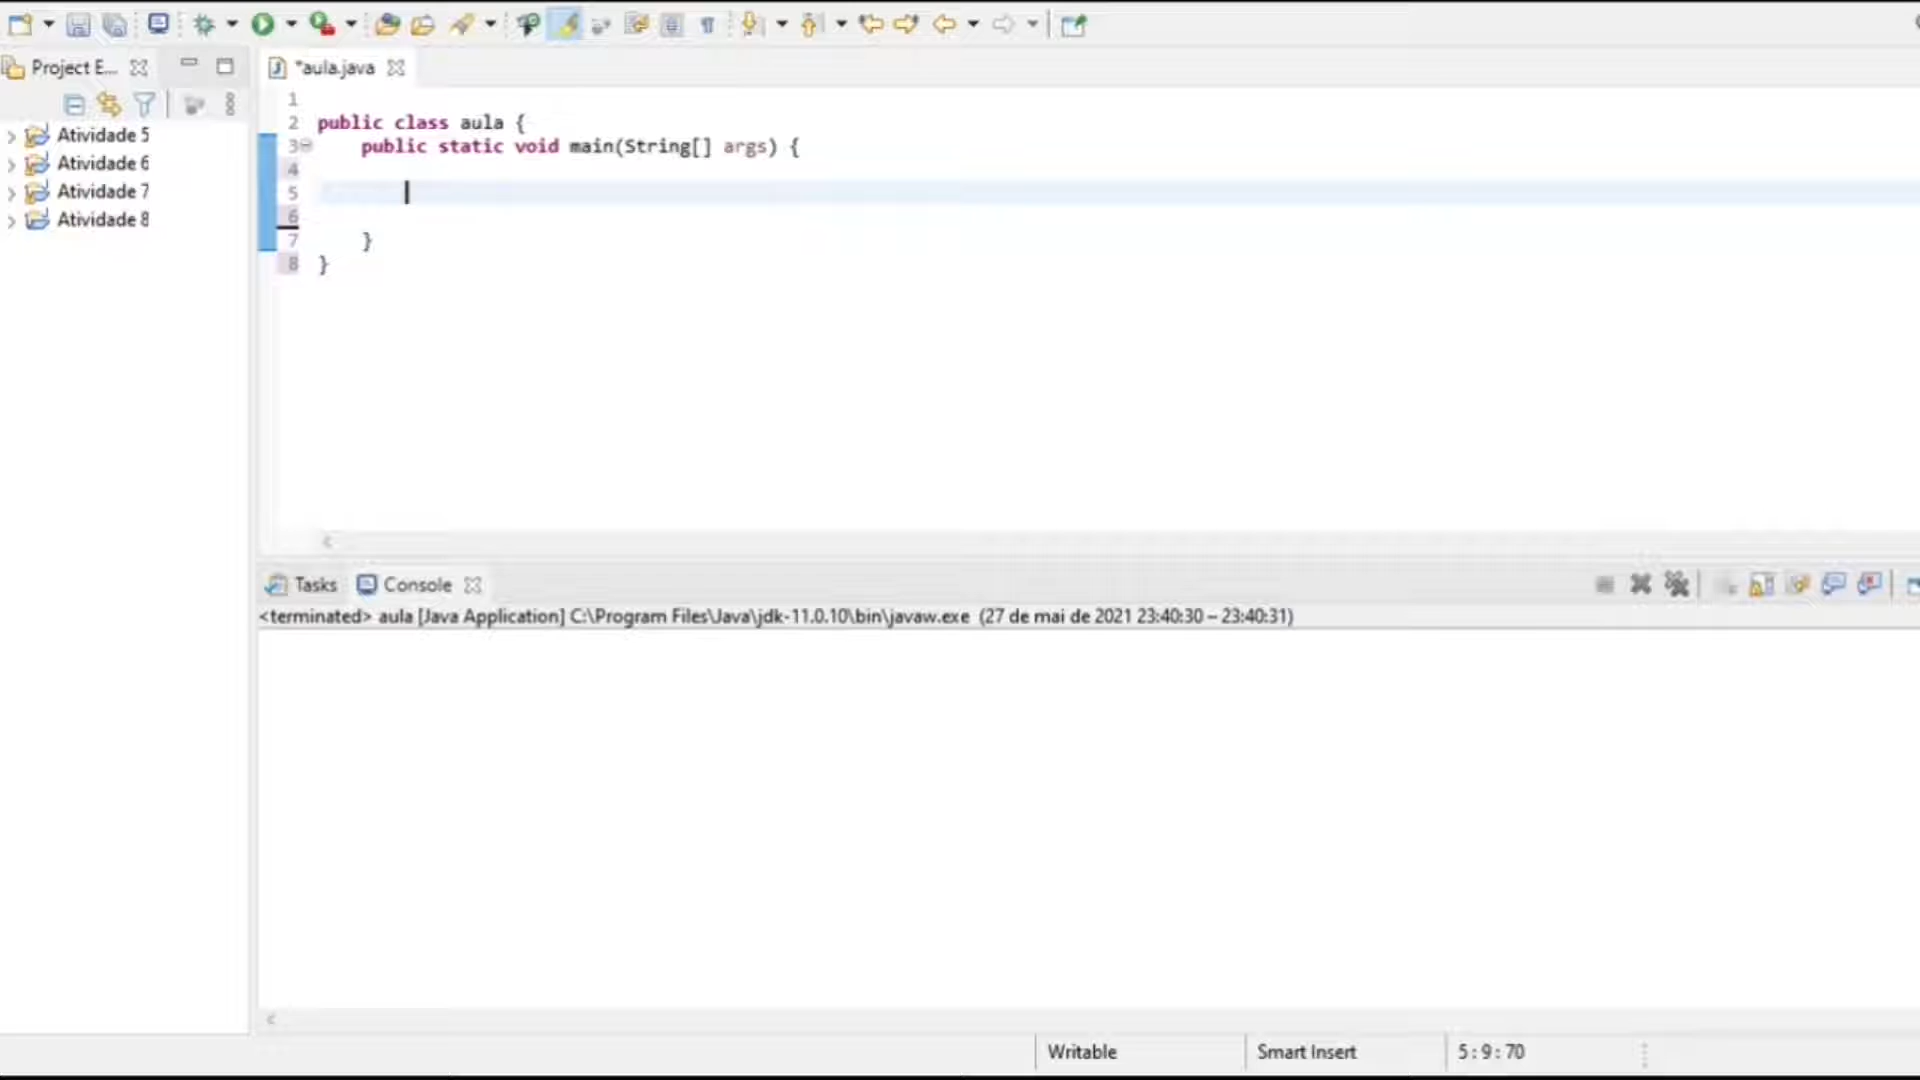 Project E...
*aula.java
Atividade 5
Atividade 6
Atividade 7
Atividade 8
1
2 public class aula {
3 public static void main(String[] args) {
4
5
6
7 }
8 }
Tasks Console
<terminated> aula [Java Application] C:\Program Files\Java\jdk-11.0.10\bin\javaw.exe (27 de mai de 2021 23:40:30 – 23:40:31)
Writable Smart Insert 5 : 9 : 70